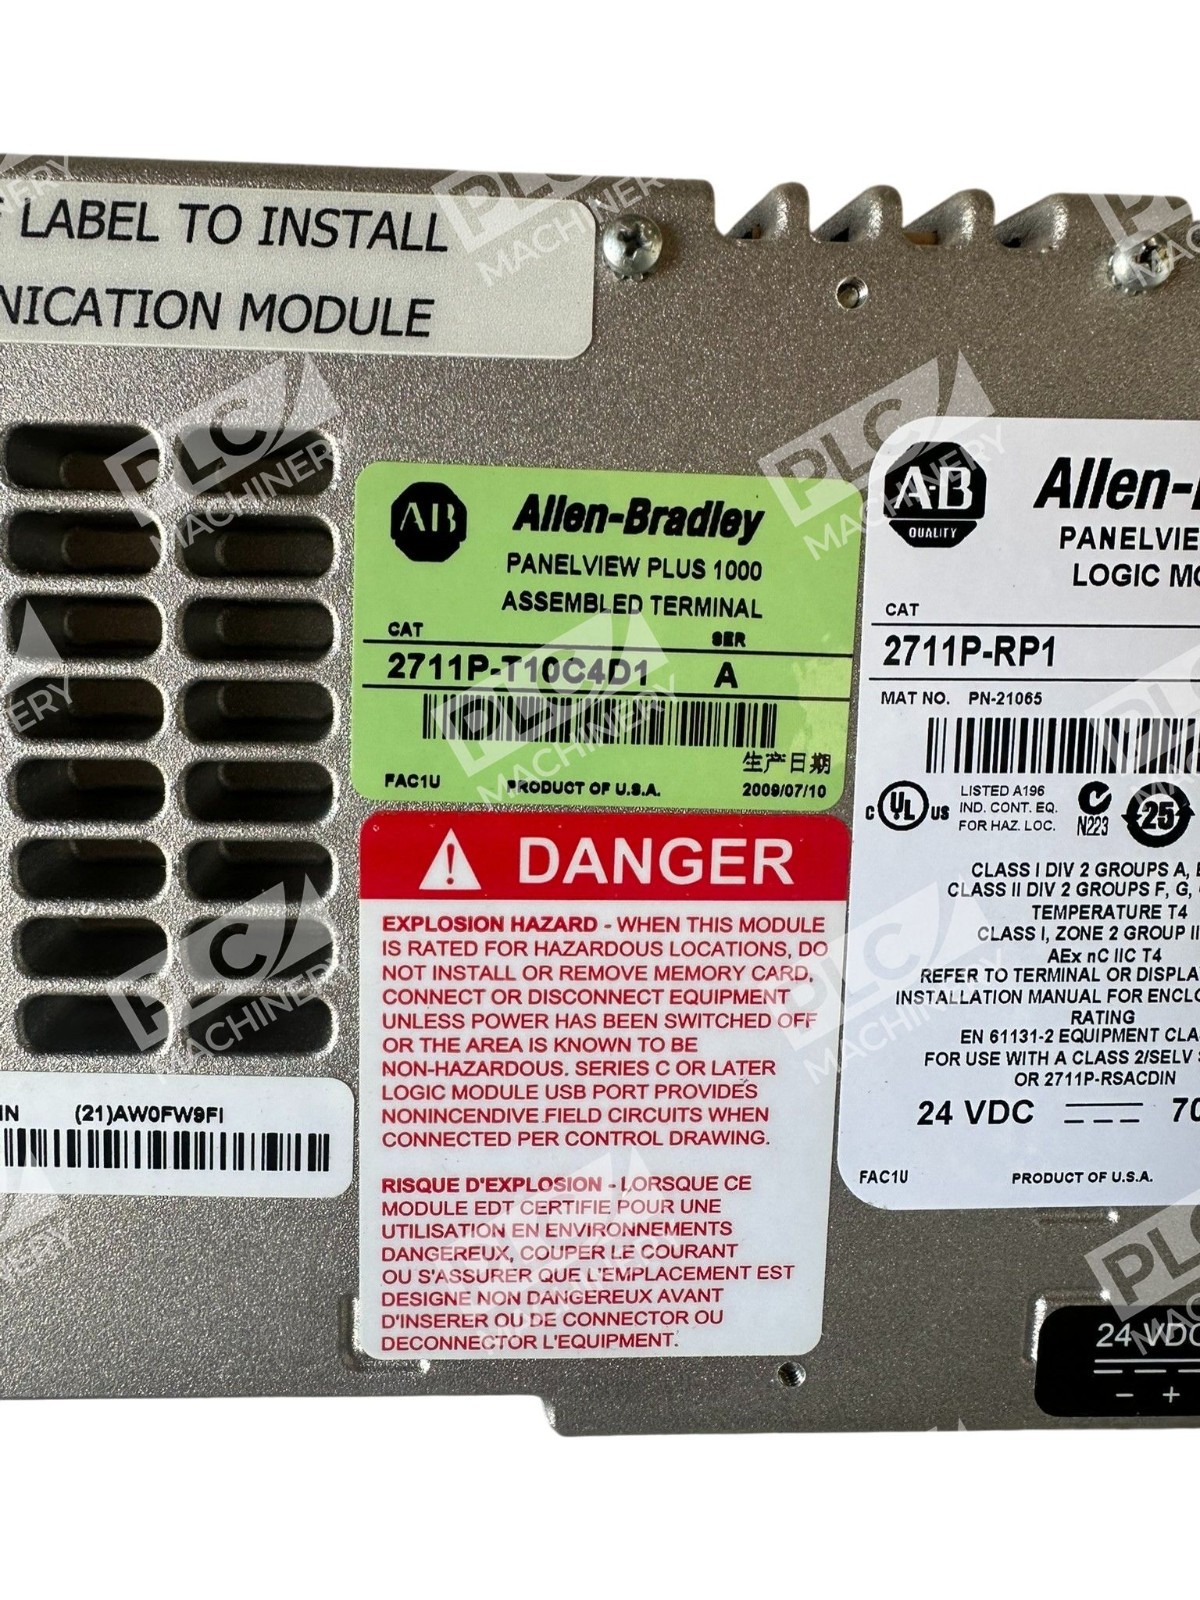 LABEL TO INSTALL
NICATION MODULE
AB
Allen-Bradley
PANELVIEW PLUS 1000
ASSEMBLED TERMINAL
CAT
SER
2711P-T10C4D1
A
生产日期
FAC1U
PRODUCT OF U.S.A.
2009/07/10
DANGER
EXPLOSION HAZARD - WHEN THIS MODULE
IS RATED FOR HAZARDOUS LOCATIONS, DO
NOT INSTALL OR REMOVE MEMORY CARD,
CONNECT OR DISCONNECT EQUIPMENT
UNLESS POWER HAS BEEN SWITCHED OFF
OR THE AREA IS KNOWN TO BE
NON-HAZARDOUS. SERIES C OR LATER
LOGIC MODULE USB PORT PROVIDES
NONINCENDIVE FIELD CIRCUITS WHEN
CONNECTED PER CONTROL DRAWING.
RISQUE D'EXPLOSION - LORSQUE CE
MODULE EDT CERTIFIE POUR UNE
UTILISATION EN ENVIRONNEMENTS
DANGEREUX, COUPER LE COURANT
OU S'ASSURER QUE L'EMPLACEMENT EST
DESIGNE NON DANGEREUX AVANT
D'INSERER OU DE CONNECTOR OU
DECONNECTOR L'EQUIPMENT.
IN (21)AW0FW9FI
AB
QUALITY
Allen-
PANELVIE
LOGIC MO
CAT
2711P-RP1
MAT NO. PN-21065
C UL US
LISTED A196
IND. CONT. EQ.
FOR HAZ. LOC.
N223
25
CLASS I DIV 2 GROUPS A,
CLASS II DIV 2 GROUPS F, G,
TEMPERATURE T4
CLASS I, ZONE 2 GROUP II
AEx nC IIC T4
REFER TO TERMINAL OR DISPLA
INSTALLATION MANUAL FOR ENCLO
RATING
EN 61131-2 EQUIPMENT CLA
FOR USE WITH A CLASS 2/SELV
OR 2711P-RSACDIN
24 VDC 70
FAC1U
PRODUCT OF U.S.A.
24 VDC
- +
PLC MACHINERY